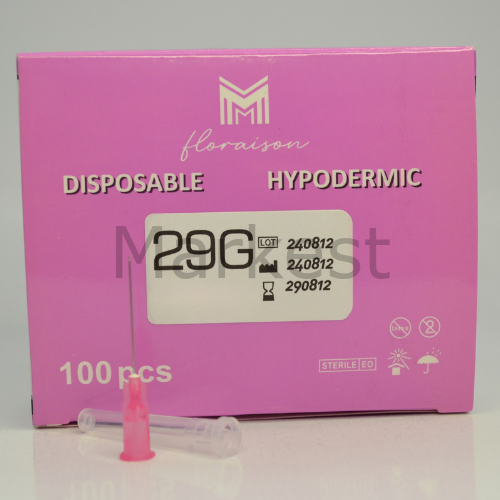 floraison
DISPOSABLE HYPODERMIC
29G
LOT 240812
240812
290812
Markest
STERILE EO
100 pcs